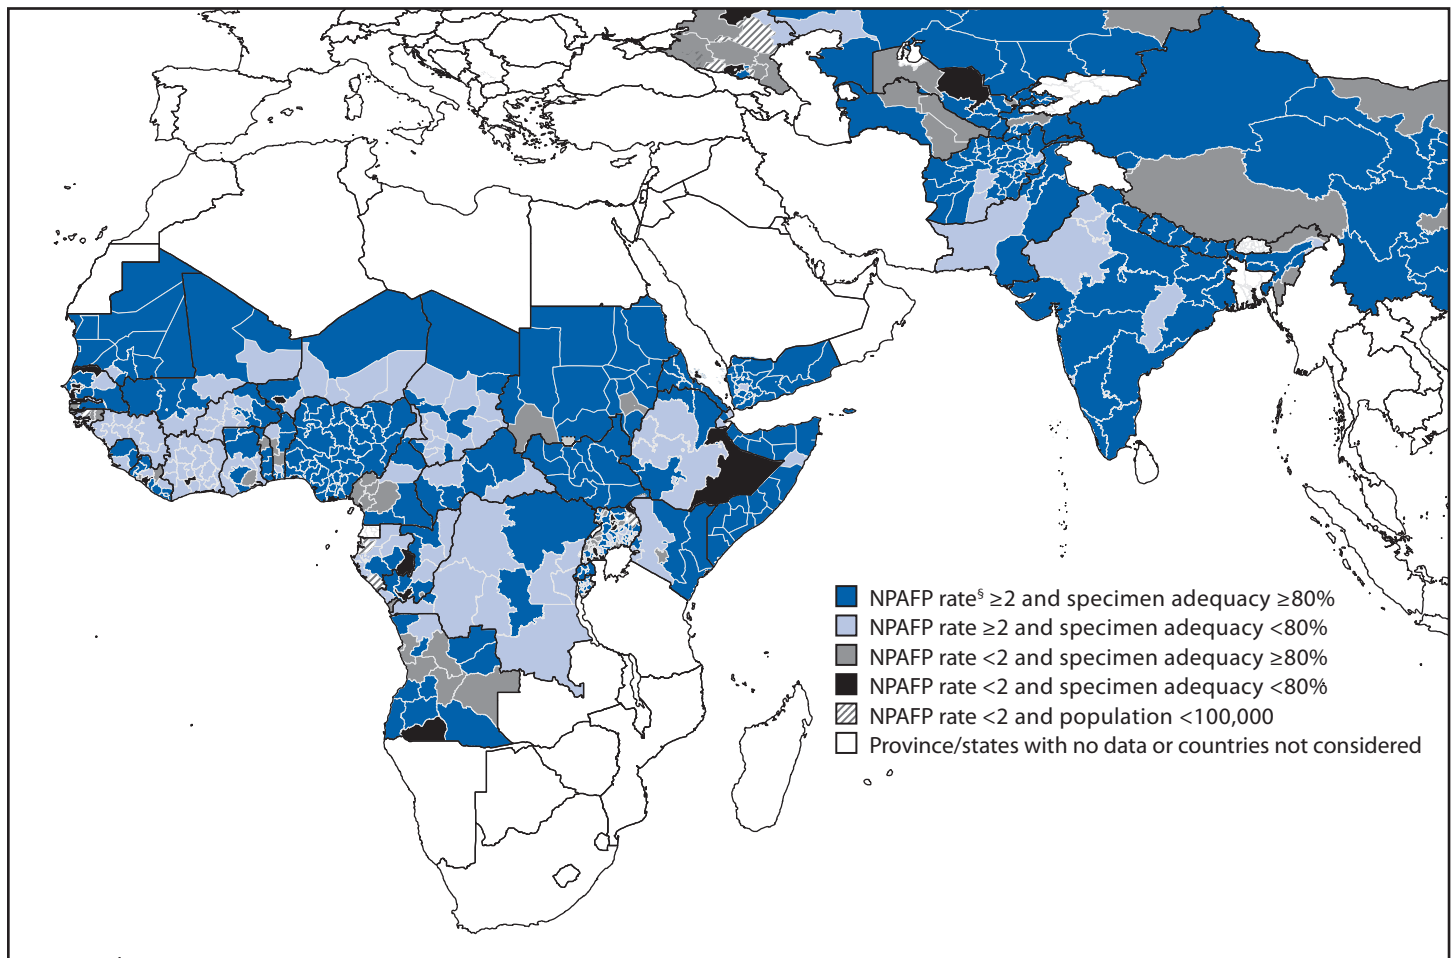 NPAFP rate§ ≥2 and specimen adequacy ≥80%
NPAFP rate ≥2 and specimen adequacy <80%
NPAFP rate <2 and specimen adequacy ≥80%
NPAFP rate <2 and specimen adequacy <80%
NPAFP rate <2 and population <100,000
Province/states with no data or countries not considered